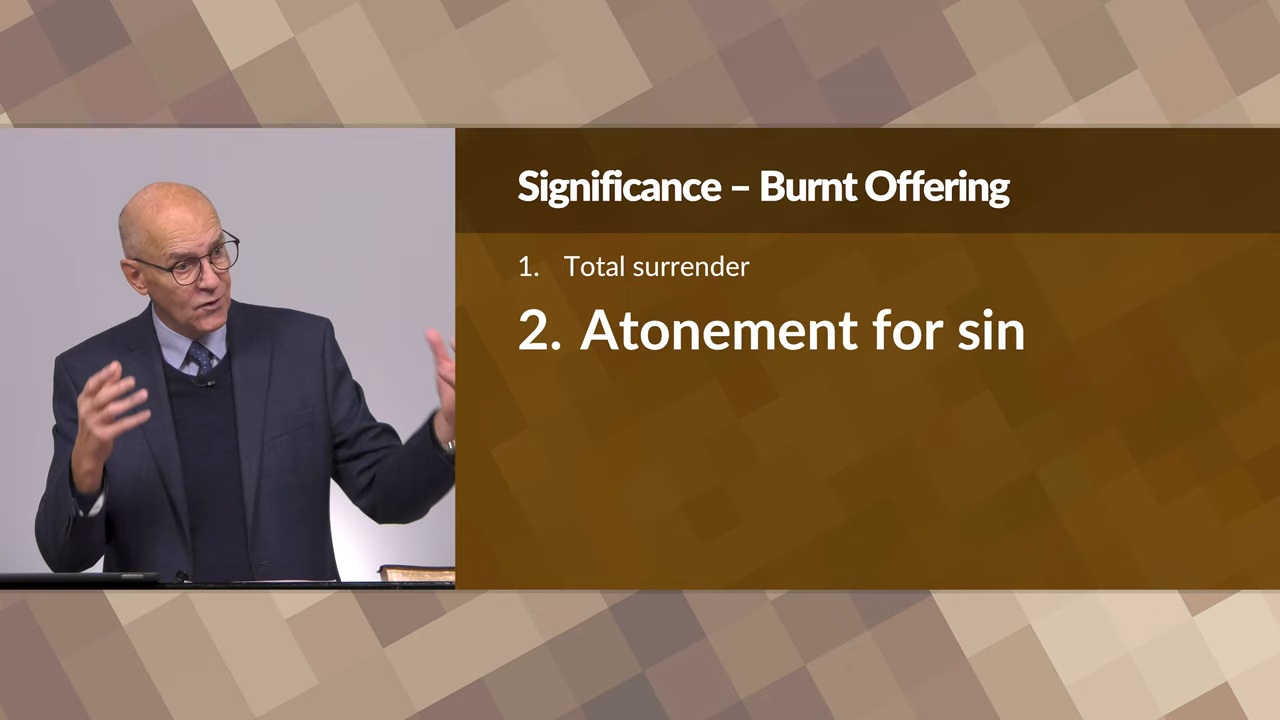 Significance – Burnt Offering
1. Total surrender
2. Atonement for sin